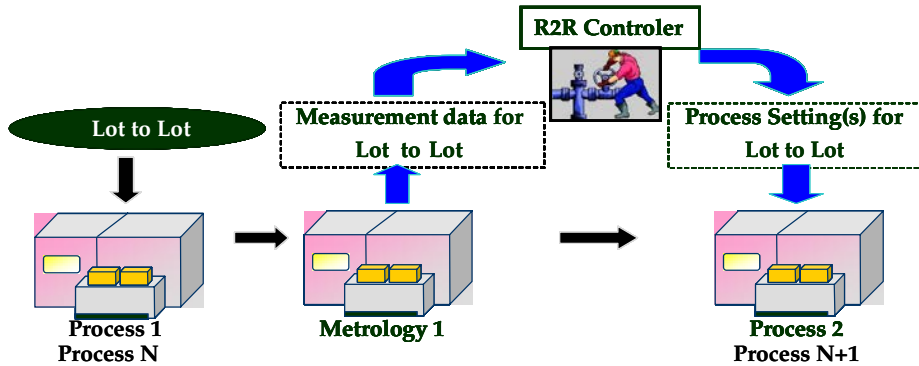 R2R Controler
Lot to Lot
Measurement data for
Lot to Lot
Process Setting(s) for
Lot to Lot
Process 1
Process N
Metrology 1
Process 2
Process N+1